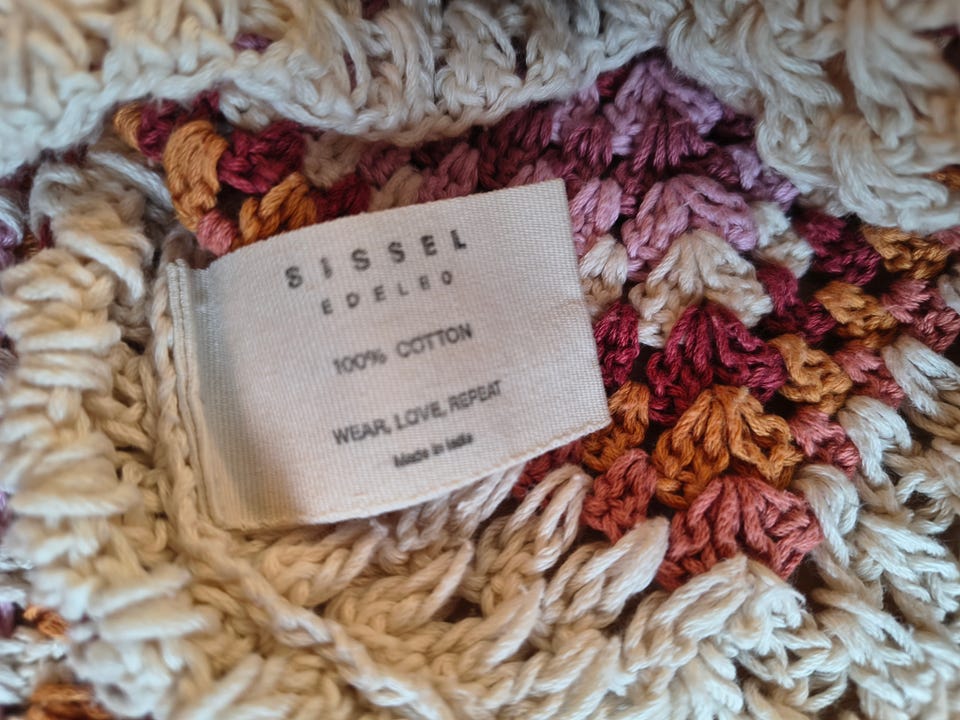 SISSEL
EDELBO
100% COTTON
WEAR, LOVE, REPEAT
Made in India